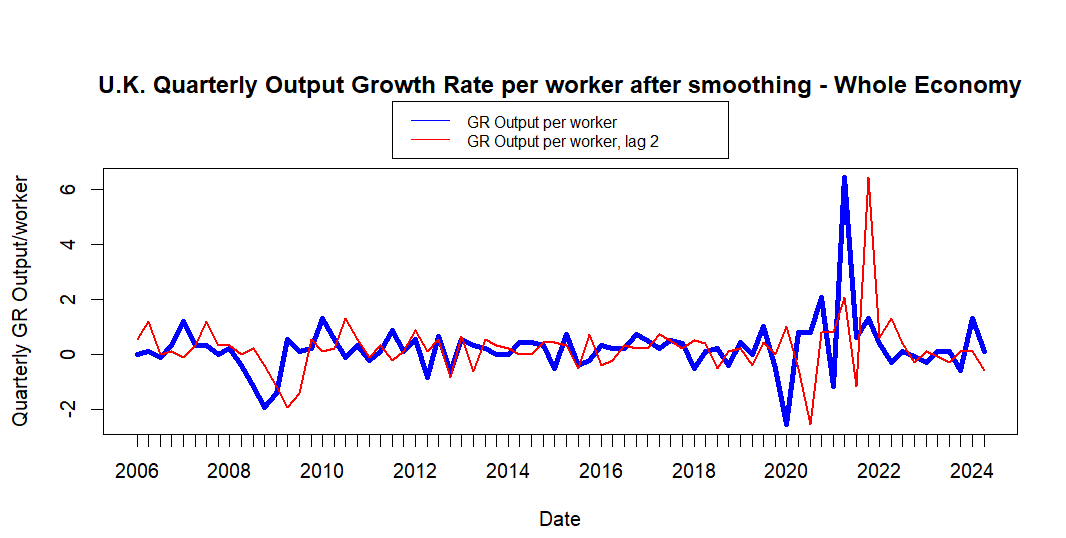 U.K. Quarterly Output Growth Rate per worker after smoothing - Whole Economy
GR Output per worker
GR Output per worker, lag 2
Quarterly GR Output/worker
6
4
2
0
-2
2006 2008 2010 2012 2014 2016 2018 2020 2022 2024
Date